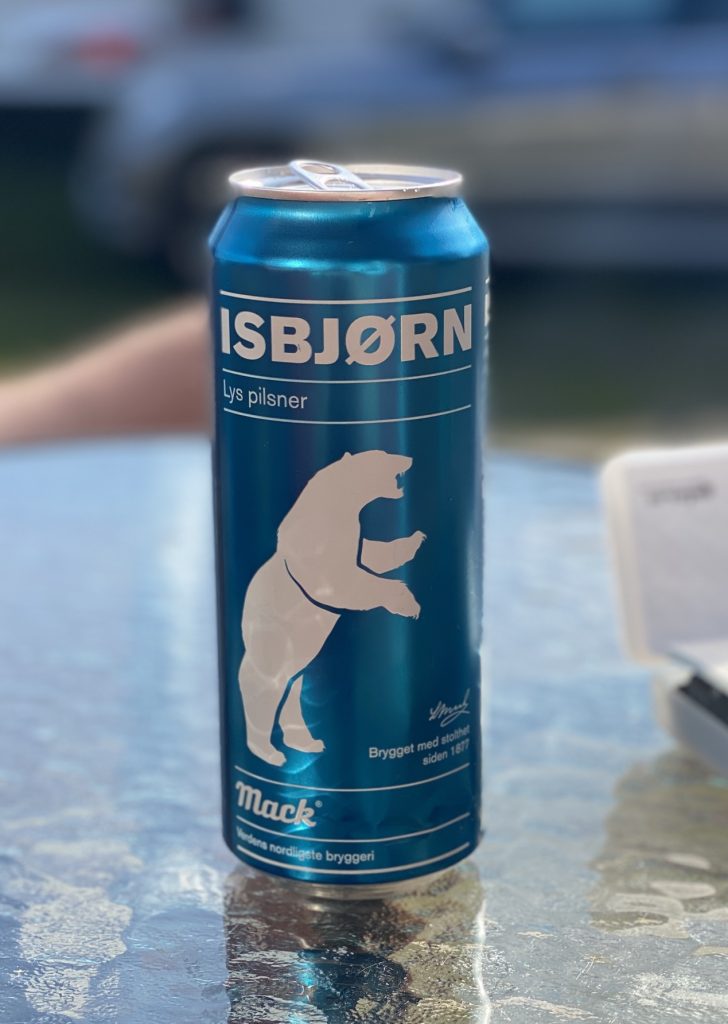 ISBJØRN
Lys pilsner
Brygget med stolthet
siden 1877
Mack®
Verdens nordligste bryggeri